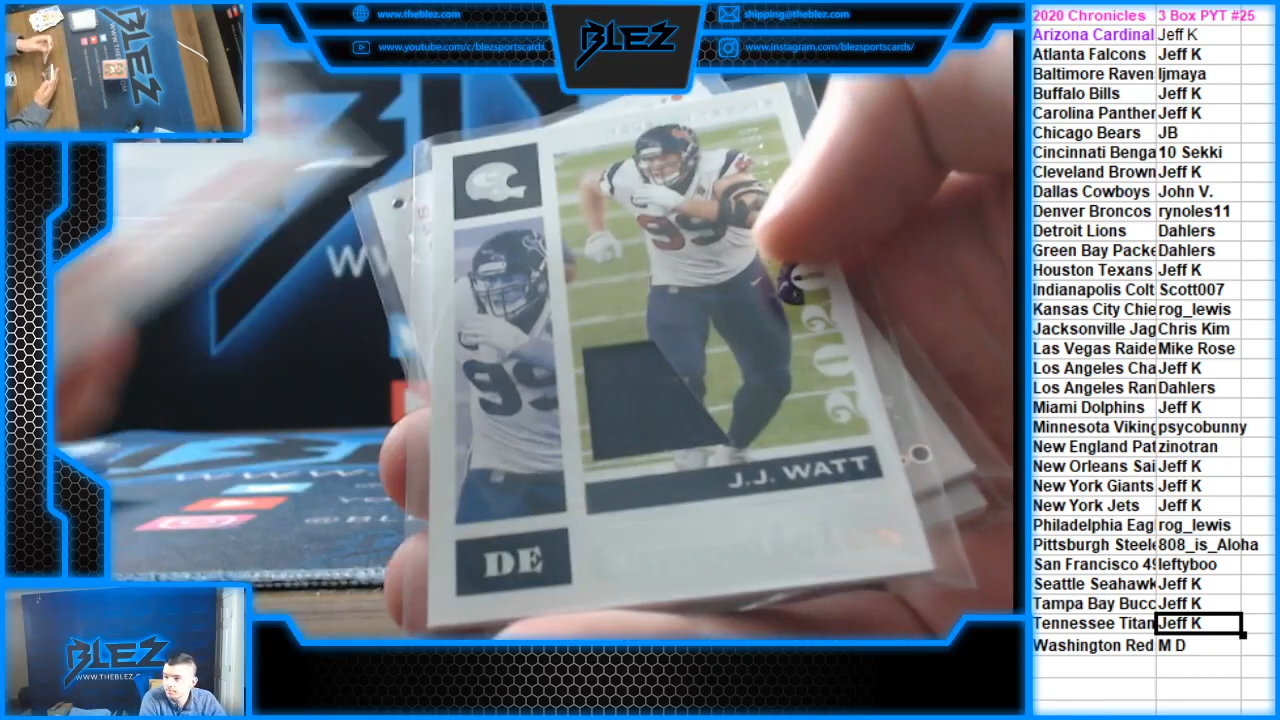 www.theblez.com
shipping@theblez.com
www.youtube.com/c/blezsportscards
www.instagram.com/blezsportscards/
BLEZ
2020 Chronicles 3 Box PYT #25
Arizona Cardinal Jeff K
Atlanta Falcons Jeff K
Baltimore Raven ljmaya
Buffalo Bills Jeff K
Carolina Panther Jeff K
Chicago Bears JB
Cincinnati Benga 10 Sekki
Cleveland Brown Jeff K
Dallas Cowboys John V.
Denver Broncos rynoles11
Detroit Lions Dahlers
Green Bay Packe Dahlers
Houston Texans Jeff K
Indianapolis Colt Scott007
Kansas City Chie rog_lewis
Jacksonville Jag Chris Kim
Las Vegas Raide Mike Rose
Los Angeles Cha Jeff K
Los Angeles Ran Dahlers
Miami Dolphins Jeff K
Minnesota Viking psycobunny
New England Pat zinotran
New Orleans Sai Jeff K
New York Giants Jeff K
New York Jets Jeff K
Philadelphia Eag rog_lewis
Pittsburgh Steele 808_is_Aloha
San Francisco 49 leftyboo
Seattle Seahawk Jeff K
Tampa Bay Bucc Jeff K
Tennessee Titan Jeff K
Washington Red M D
99
99
2020
J.J. WATT
DE
BLEZ
BLEZ
WWW.THEBLEZ.C